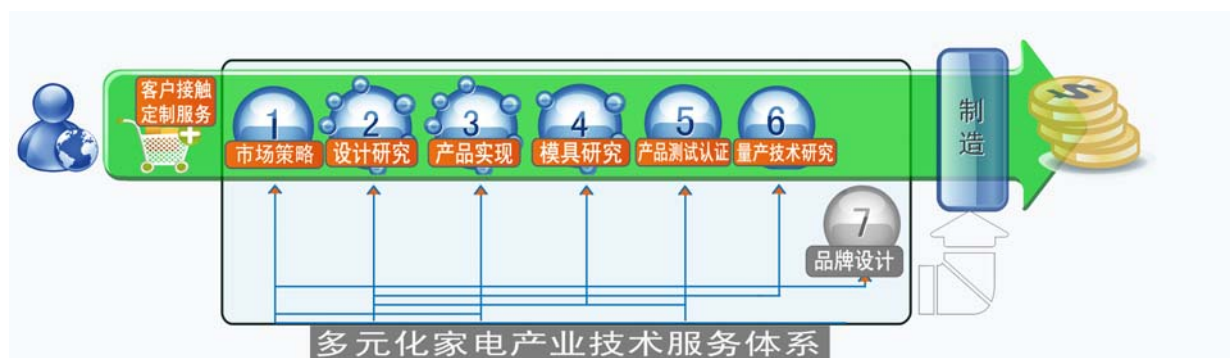 客户接触
定制服务
1
2
3
4
5
6
市场策略
设计研究
产品实现
模具研究
产品测试认证
量产技术研究
制
造
7
品牌设计
$
多元化家电产业技术服务体系